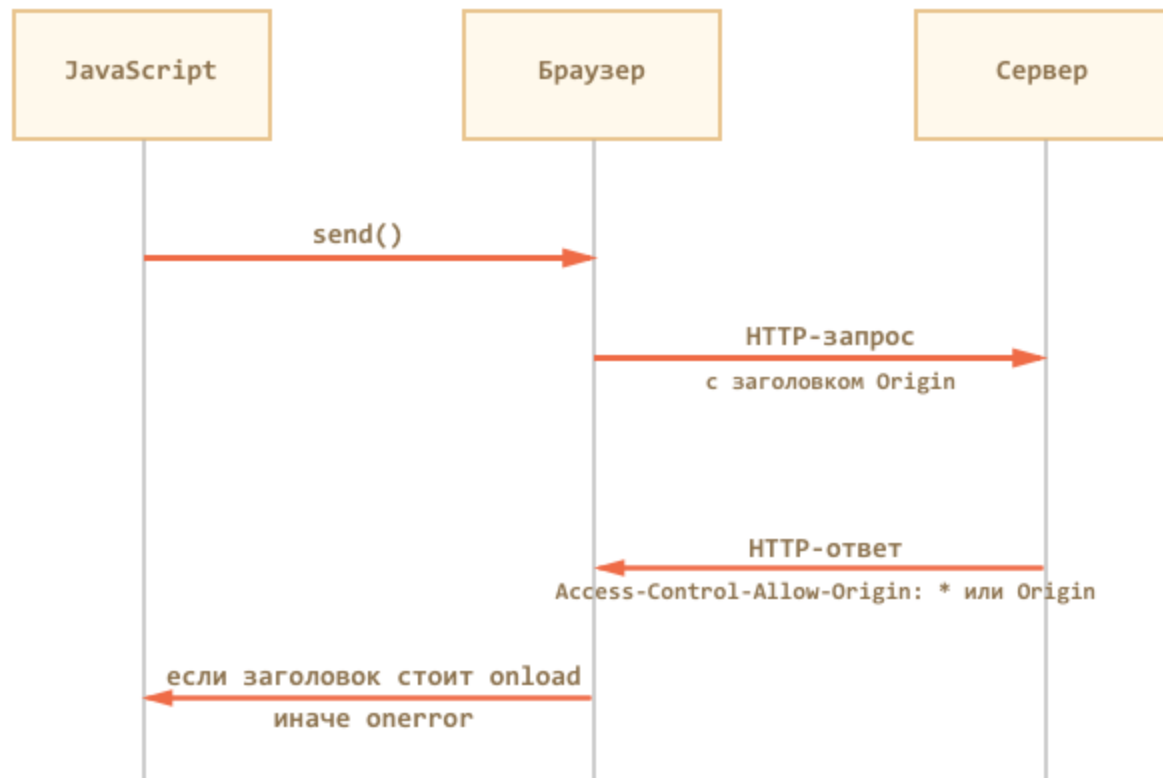 JavaScript
Браузер
Сервер
send()
HTTP-запрос
с заголовком Origin
HTTP-ответ
Access-Control-Allow-Origin: * или Origin
если заголовок стоит onload
иначе onerror